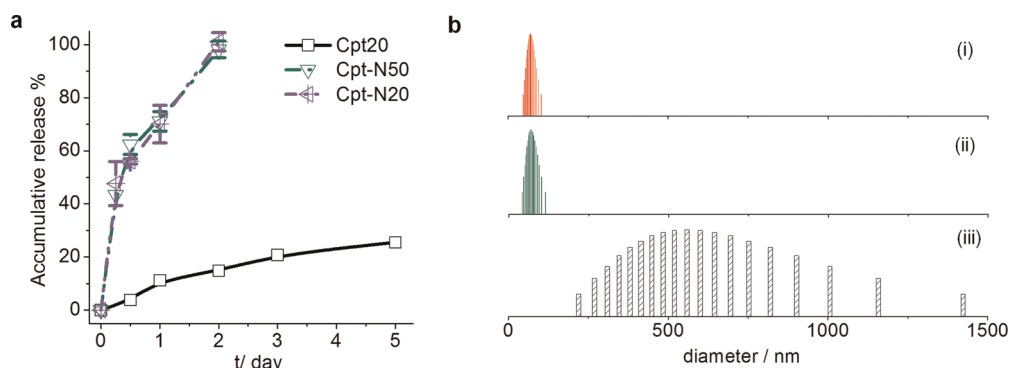 a
Accumulative release %
100
80
60
40
20
0
Cpt20
Cpt-N50
Cpt-N20
0 1 2 3 4 5
t/ day
b
(i)
(ii)
(iii)
0 500 1000 1500
diameter / nm